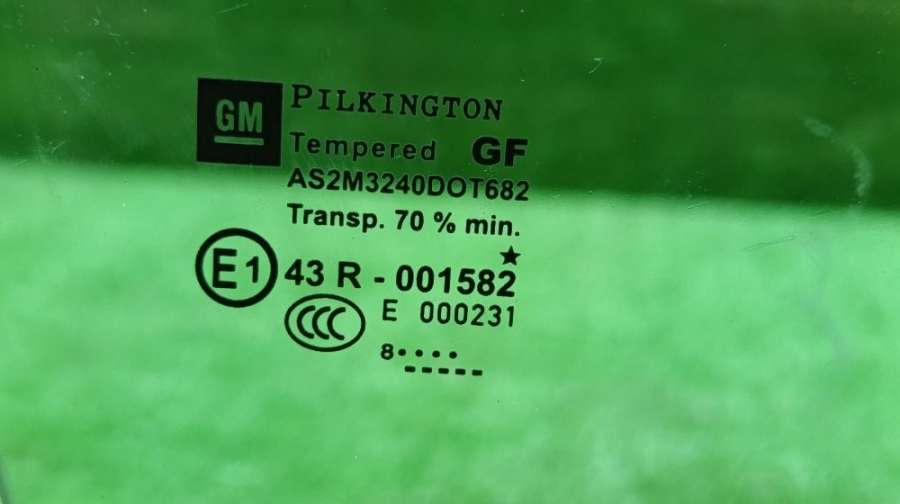 GM PILKINGTON
Tempered GF
AS2M3240DOT682
Transp. 70 % min.
★
E1 43 R - 001582
CCC E 000231
8••••
-----